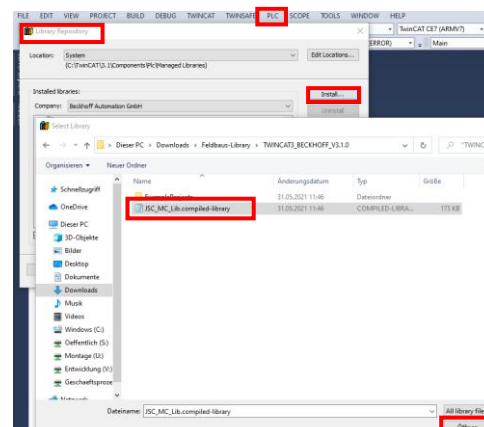 FILE EDIT VIEW PROJECT BUILD DEBUG TWINCAT TWINSAFE PLC SCOPE TOOLS WINDOW HELP
Library Repository
TwinCAT CE7 (ARMV7)
Location: System
(C:\TwinCAT\3.1\Components\Plc\Managed Libraries)
Edit Locations...
ERROR) Main
Installed libraries:
Company: Beckhoff Automation GmbH
Install...
Uninstall
Select Library
Dieser PC > Downloads > Feldbaus-Library > TWINCAT3_BECKHOFF_V3.1.0
"TWINC
Organisieren Neuer Ordner
Name Änderungsdatum Typ Größe
Schnellzugriff
31.05.2021 11:46 Dateiordner
OneDrive
JSC_MC_Lib.compiled-library 31.05.2021 11:46 COMPILED-LIBRA... 173 KB
Dieser PC
3D-Objekte
Bilder
Desktop
Dokumente
Downloads
Musik
Videos
Windows (C:)
Oeffentlich (S:)
Montage (U:)
Entwicklung (V:)
Geschaeftsproze
Netzwerk
Dateiname: JSC_MC_Lib.compiled-library All library file
Öffnen